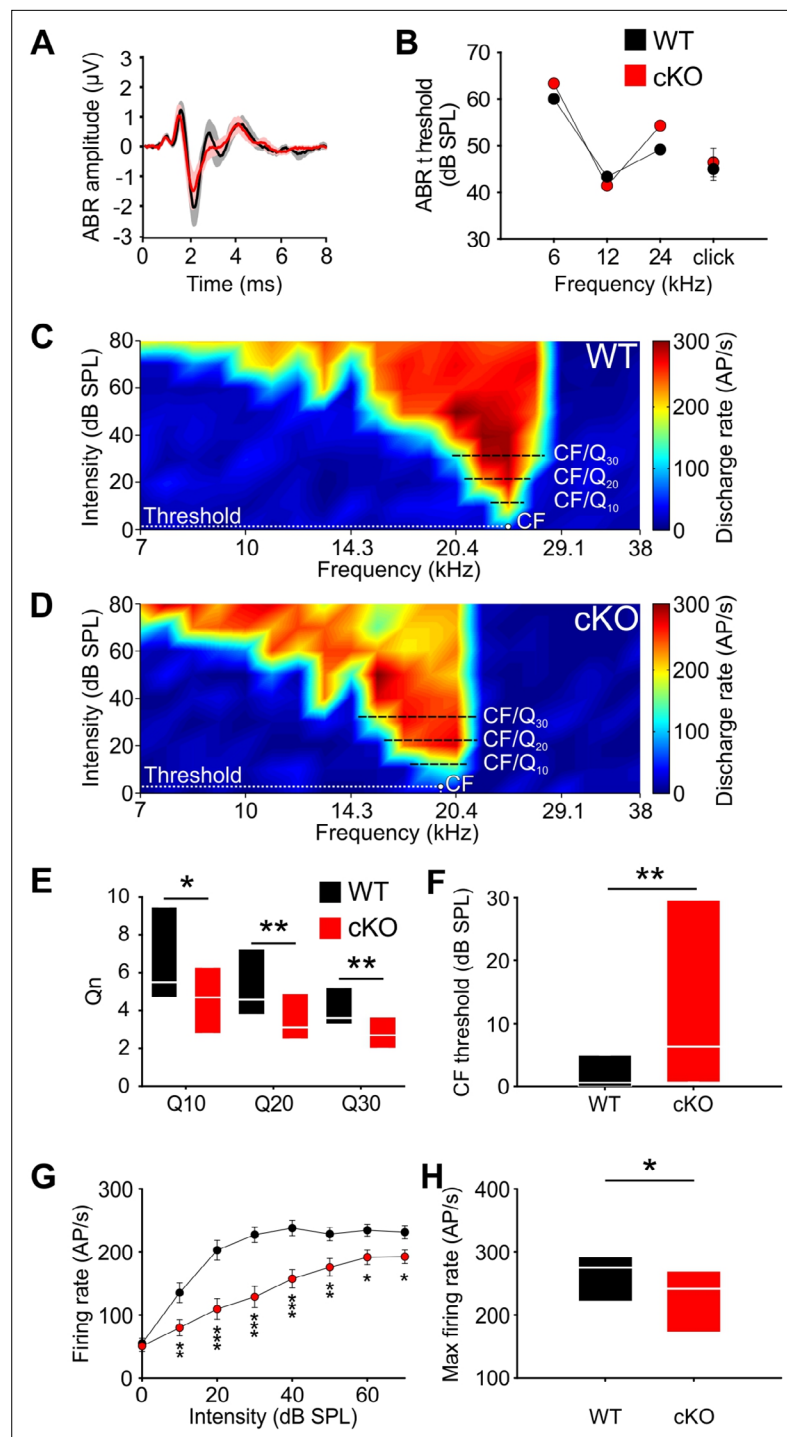 A
ABR amplitude (µV)
3
2
1
0
-1
-2
-3
0 2 4 6 8
Time (ms)
B
WT
cKO
ABR t hreshold
(dB SPL)
70
60
50
40
30
6 12 24 click
Frequency (kHz)
C
Intensity (dB SPL)
80
60
40
20
0
WT
CF/Q30
CF/Q20
CF/Q10
Threshold
CF
7 10 14.3 20.4 29.1 38
Frequency (kHz)
300
200
100
0
Discharge rate (AP/s)
D
Intensity (dB SPL)
80
60
40
20
0
cKO
CF/Q30
CF/Q20
CF/Q10
Threshold
CF
7 10 14.3 20.4 29.1 38
Frequency (kHz)
300
200
100
0
Discharge rate (AP/s)
E
WT
cKO
Qn
10
8
6
4
2
0
* ** **
Q10 Q20 Q30
F
CF threshold (dB SPL)
30
20
10
0
**
WT cKO
G
Firing rate (AP/s)
300
200
100
0
** *** *** *** ** * *
0 20 40 60
Intensity (dB SPL)
H
Max firing rate (AP/s)
400
300
200
100
*
WT cKO